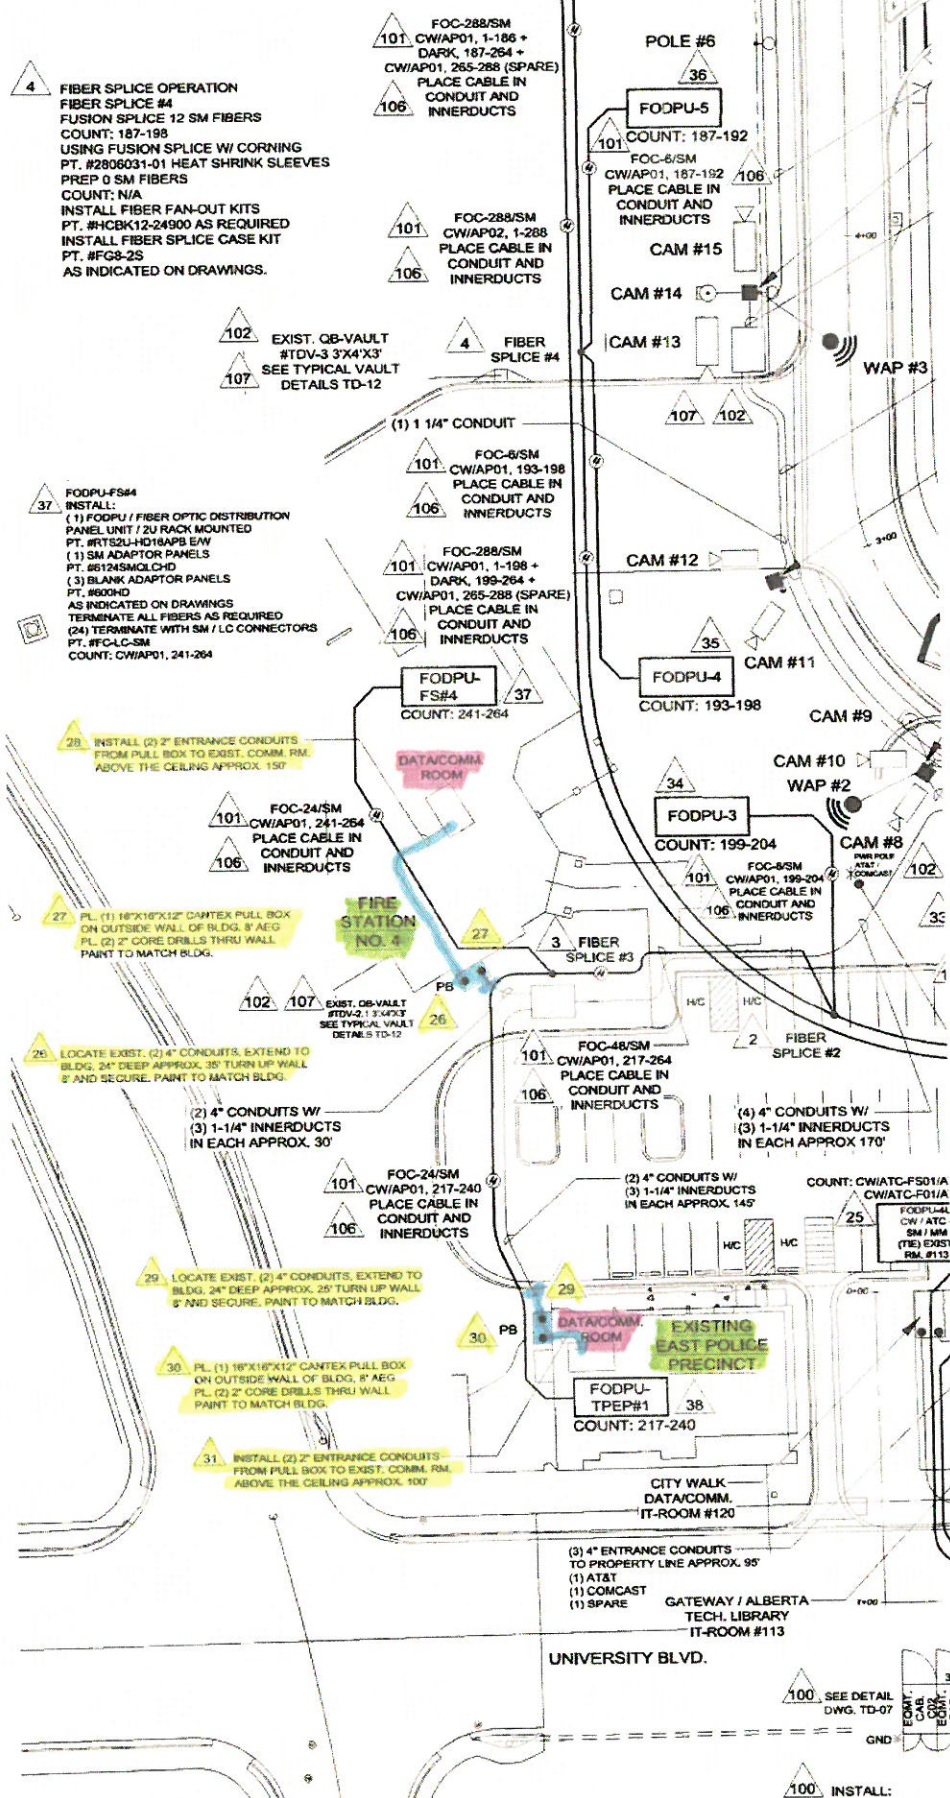 101
FOC-288/SM
CW/AP01, 1-186 +
DARK, 187-264 +
CW/AP01, 265-288 (SPARE)
PLACE CABLE IN
CONDUIT AND
INNERDUCTS
106
POLE #6
36
FODPU-5
COUNT: 187-192
4
FIBER SPLICE OPERATION
FIBER SPLICE #4
FUSION SPLICE 12 SM FIBERS
COUNT: 187-198
USING FUSION SPLICE W/ CORNING
PT. #2806031-01 HEAT SHRINK SLEEVES
PREP 0 SM FIBERS
COUNT: N/A
INSTALL FIBER FAN-OUT KITS
PT. #HCBK12-24900 AS REQUIRED
INSTALL FIBER SPLICE CASE KIT
PT. #FG8-2S
AS INDICATED ON DRAWINGS.
101
FOC-6/SM
CW/AP01, 187-192
PLACE CABLE IN
CONDUIT AND
INNERDUCTS
106
101
FOC-288/SM
CW/AP02, 1-288
PLACE CABLE IN
CONDUIT AND
INNERDUCTS
106
CAM #15
4+00
CAM #14
CAM #13
WAP #3
102
107
EXIST. QB-VAULT
#TDV-3 3'X4'X3'
SEE TYPICAL VAULT
DETAILS TD-12
4
FIBER
SPLICE #4
107
102
(1) 1 1/4" CONDUIT
101
FOC-6/SM
CW/AP01, 193-198
PLACE CABLE IN
CONDUIT AND
INNERDUCTS
106
37
FODPU-FS#4
INSTALL:
(1) FODPU / FIBER OPTIC DISTRIBUTION
PANEL UNIT / 2U RACK MOUNTED
PT. #RTS2U-HD16APB E/W
(1) SM ADAPTOR PANELS
PT. #6124SMQLCHD
(3) BLANK ADAPTOR PANELS
PT. #600HD
AS INDICATED ON DRAWINGS
TERMINATE ALL FIBERS AS REQUIRED
(24) TERMINATE WITH SM / LC CONNECTORS
PT. #FC-LC-SM
COUNT: CW/AP01, 241-264
3+00
101
FOC-288/SM
CW/AP01, 1-198 +
DARK, 199-264 +
CW/AP01, 265-288 (SPARE)
PLACE CABLE IN
CONDUIT AND
INNERDUCTS
106
CAM #12
35
CAM #11
FODPU-4
COUNT: 193-198
FODPU-
FS#4
37
COUNT: 241-264
CAM #9
28
INSTALL (2) 2" ENTRANCE CONDUITS
FROM PULL BOX TO EXIST. COMM. RM.
ABOVE THE CEILING APPROX. 150'
DATA/COMM.
ROOM
CAM #10
WAP #2
34
FODPU-3
COUNT: 199-204
CAM #8
PWR POLE
AT&T /
COMCAST
102
101
FOC-24/SM
CW/AP01, 241-264
PLACE CABLE IN
CONDUIT AND
INNERDUCTS
106
101
FOC-6/SM
CW/AP01, 199-204
PLACE CABLE IN
CONDUIT AND
INNERDUCTS
106
33
27
PL. (1) 16"X16"X12" CANTEX PULL BOX
ON OUTSIDE WALL OF BLDG. 8' AEG
PL. (2) 2" CORE DRILLS THRU WALL
PAINT TO MATCH BLDG.
FIRE
STATION
NO. 4
27
3
FIBER
SPLICE #3
PB
102
107
EXIST. QB-VAULT
#TDV-2.1 3'X4'X3'
SEE TYPICAL VAULT
DETAILS TD-12
26
H/C
H/C
2
FIBER
SPLICE #2
26
LOCATE EXIST. (2) 4" CONDUITS, EXTEND TO
BLDG. 24" DEEP APPROX. 35' TURN UP WALL
8' AND SECURE. PAINT TO MATCH BLDG.
101
FOC-48/SM
CW/AP01, 217-264
PLACE CABLE IN
CONDUIT AND
INNERDUCTS
106
(2) 4" CONDUITS W/
(3) 1-1/4" INNERDUCTS
IN EACH APPROX. 30'
(4) 4" CONDUITS W/
(3) 1-1/4" INNERDUCTS
IN EACH APPROX 170'
101
FOC-24/SM
CW/AP01, 217-240
PLACE CABLE IN
CONDUIT AND
INNERDUCTS
106
(2) 4" CONDUITS W/
(3) 1-1/4" INNERDUCTS
IN EACH APPROX. 145'
COUNT: CW/ATC-FS01/A
CW/ATC-F01/A
25
FODPU-4L
CW / ATC
SM / MM
(TIE) EXIST
RM. #113
H/C
H/C
29
LOCATE EXIST. (2) 4" CONDUITS, EXTEND TO
BLDG. 24" DEEP APPROX. 25' TURN UP WALL
8' AND SECURE. PAINT TO MATCH BLDG.
29
0+00
30
PB
DATA/COMM.
ROOM
EXISTING
EAST POLICE
PRECINCT
30
PL. (1) 16"X16"X12" CANTEX PULL BOX
ON OUTSIDE WALL OF BLDG, 8' AEG
PL. (2) 2" CORE DRILLS THRU WALL
PAINT TO MATCH BLDG.
FODPU-
TPEP#1
38
COUNT: 217-240
31
INSTALL (2) 2" ENTRANCE CONDUITS
FROM PULL BOX TO EXIST. COMM. RM.
ABOVE THE CEILING APPROX. 100'
CITY WALK
DATA/COMM.
IT-ROOM #120
(3) 4" ENTRANCE CONDUITS
TO PROPERTY LINE APPROX. 95'
(1) AT&T
(1) COMCAST
(1) SPARE
GATEWAY / ALBERTA
TECH. LIBRARY
IT-ROOM #113
1+00
UNIVERSITY BLVD.
100
SEE DETAIL
DWG. TD-07
EQMT.
CAB.
C02
EQMT.
GND
100
INSTALL: